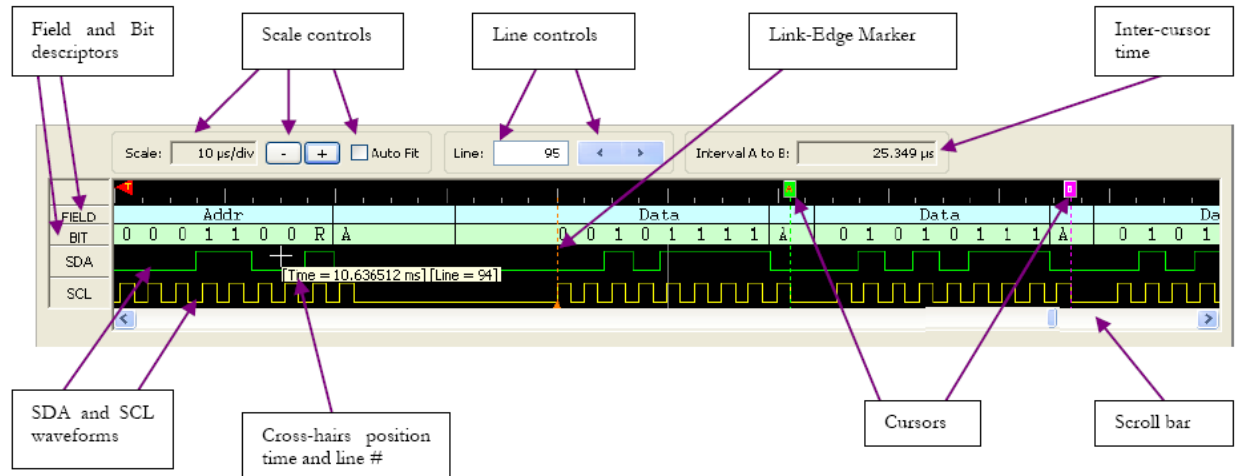 Field and Bit
descriptors
Scale controls
Line controls
Link-Edge Marker
Inter-cursor
time
Scale: 10 µs/div - + Auto Fit Line: 95 Interval A to B: 25.349 µs
T
FIELD Addr Data Data Da
BIT 0 0 0 1 1 0 0 R A 0 0 1 0 1 1 1 1 A 0 1 0 1 0 1 1 1 A 0 1 0 1
SDA
[Time = 10.636512 ms] [Line = 94]
SCL
SDA and SCL
waveforms
Cross-hairs position
time and line #
Cursors
Scroll bar